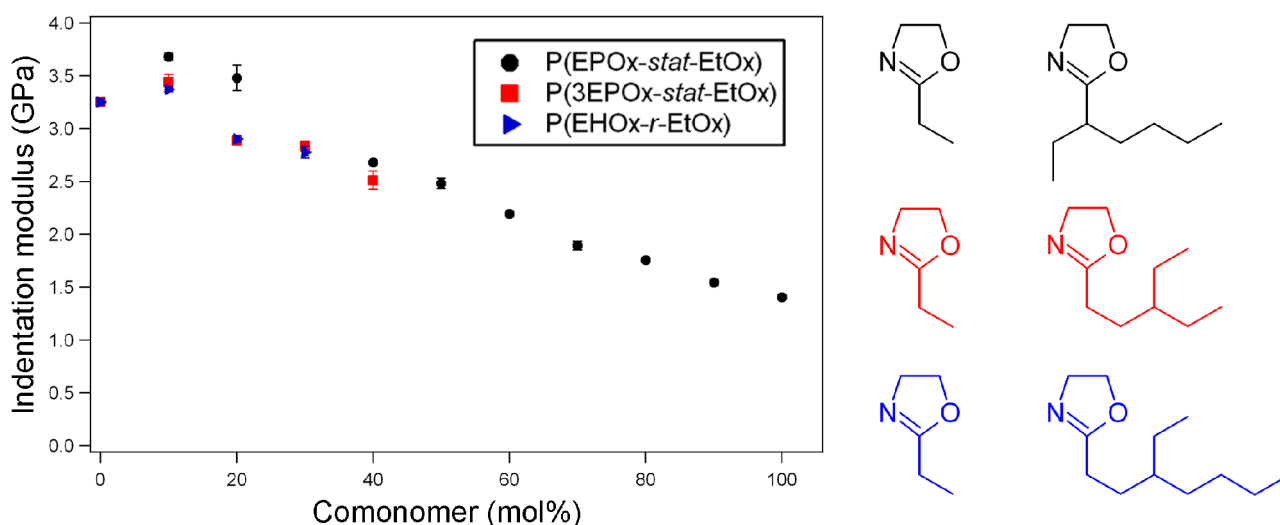 4.0
3.5
3.0
2.5
2.0
1.5
1.0
0.5
0.0
Indentation modulus (GPa)
P(EPOx-stat-EtOx)
P(3EPOx-stat-EtOx)
P(EHOx-r-EtOx)
0 20 40 60 80 100
Comonomer (mol%)
N O
N O
N O
N O
N O
N O